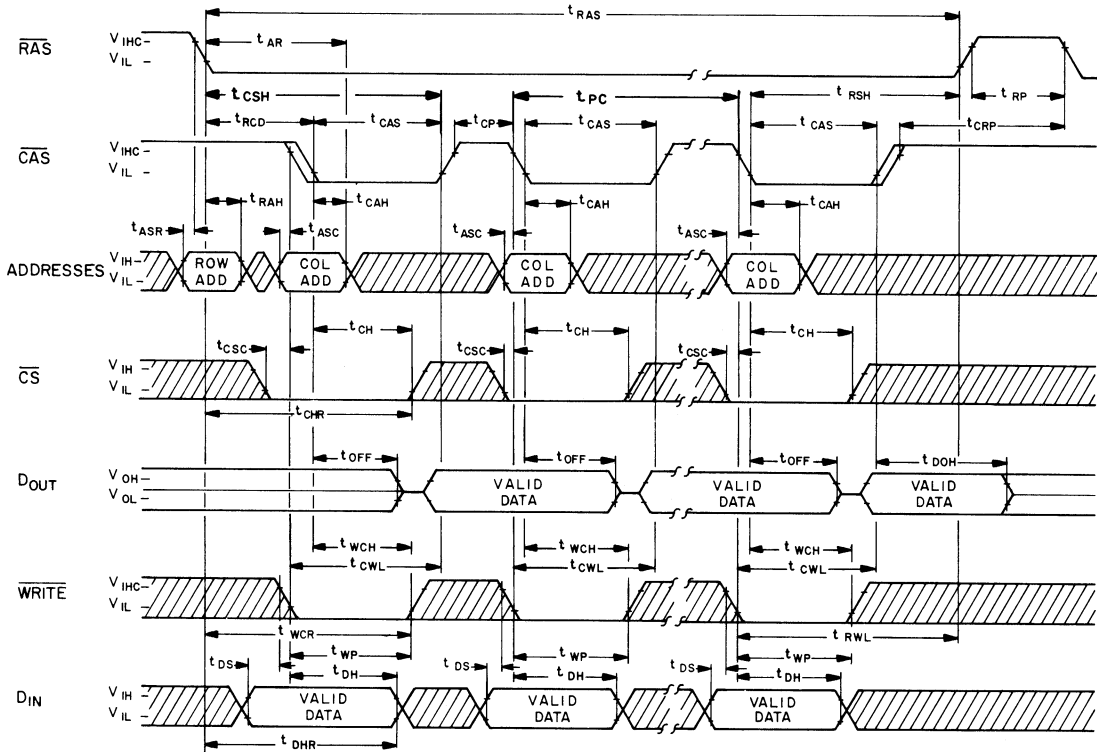 t RAS
RAS
V IHC
V IL
t AR
t CSH
t PC
t RSH
t RP
t RCD
t CAS
t CP
t CAS
t CAS
t CRP
CAS
V IHC
V IL
t RAH
t CAH
t CAH
t CAH
t ASR
t ASC
t ASC
t ASC
ADDRESSES
V IH
V IL
ROW ADD
COL ADD
COL ADD
COL ADD
t CH
t CH
t CH
t CSC
t CSC
t CSC
CS
V IH
V IL
t CHR
t OFF
t OFF
t OFF
t DOH
DOUT
V OH
V OL
VALID DATA
VALID DATA
VALID DATA
t WCH
t WCH
t WCH
t CWL
t CWL
t CWL
WRITE
V IHC
V IL
t WCR
t RWL
t WP
t WP
t WP
t DS
t DS
t DS
t DH
t DH
t DH
DIN
V IH
V IL
VALID DATA
VALID DATA
VALID DATA
t DHR